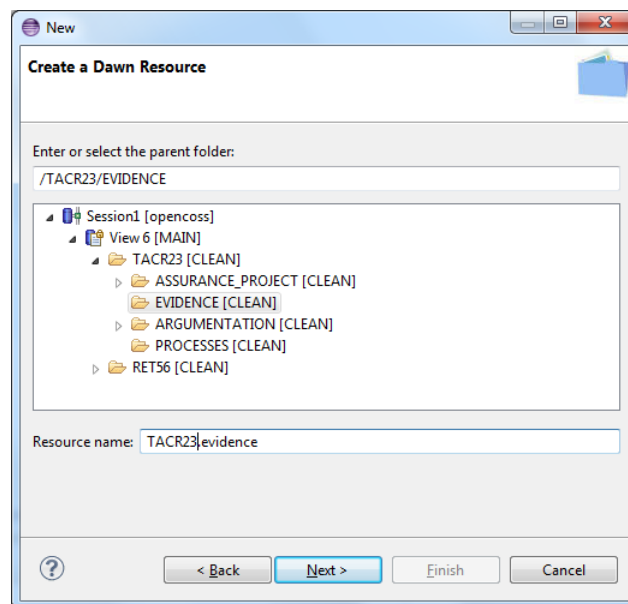 New
Create a Dawn Resource
Enter or select the parent folder:
/TACR23/EVIDENCE
Session1 [opencoss]
View 6 [MAIN]
TACR23 [CLEAN]
ASSURANCE_PROJECT [CLEAN]
EVIDENCE [CLEAN]
ARGUMENTATION [CLEAN]
PROCESSES [CLEAN]
RET56 [CLEAN]
Resource name: TACR23.evidence
? < Back Next > Finish Cancel